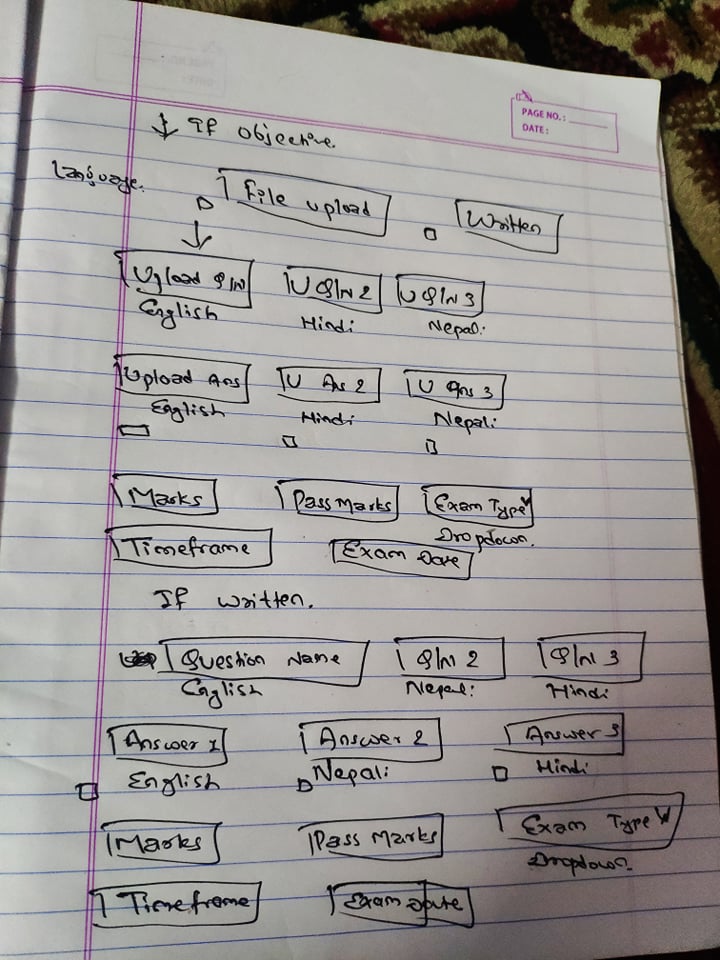 PAGE NO.:
DATE:
↓ If Objective.
Language.
File Upload
Written
↓
Upload Q/N U Q/N 2 U Q/N 3
English Hindi Nepali
Upload Ans U Ans 2 U Ans 3
English Hindi Nepali
Marks Pass Marks Exam Type
Dropdown.
Timeframe Exam Date
If written.
Question Name Q/N 2 Q/N 3
English Nepali Hindi
Answer 1 Answer 2 Answer 3
English Nepali Hindi
Marks Pass Marks Exam Type
Dropdown.
Timeframe Exam Date